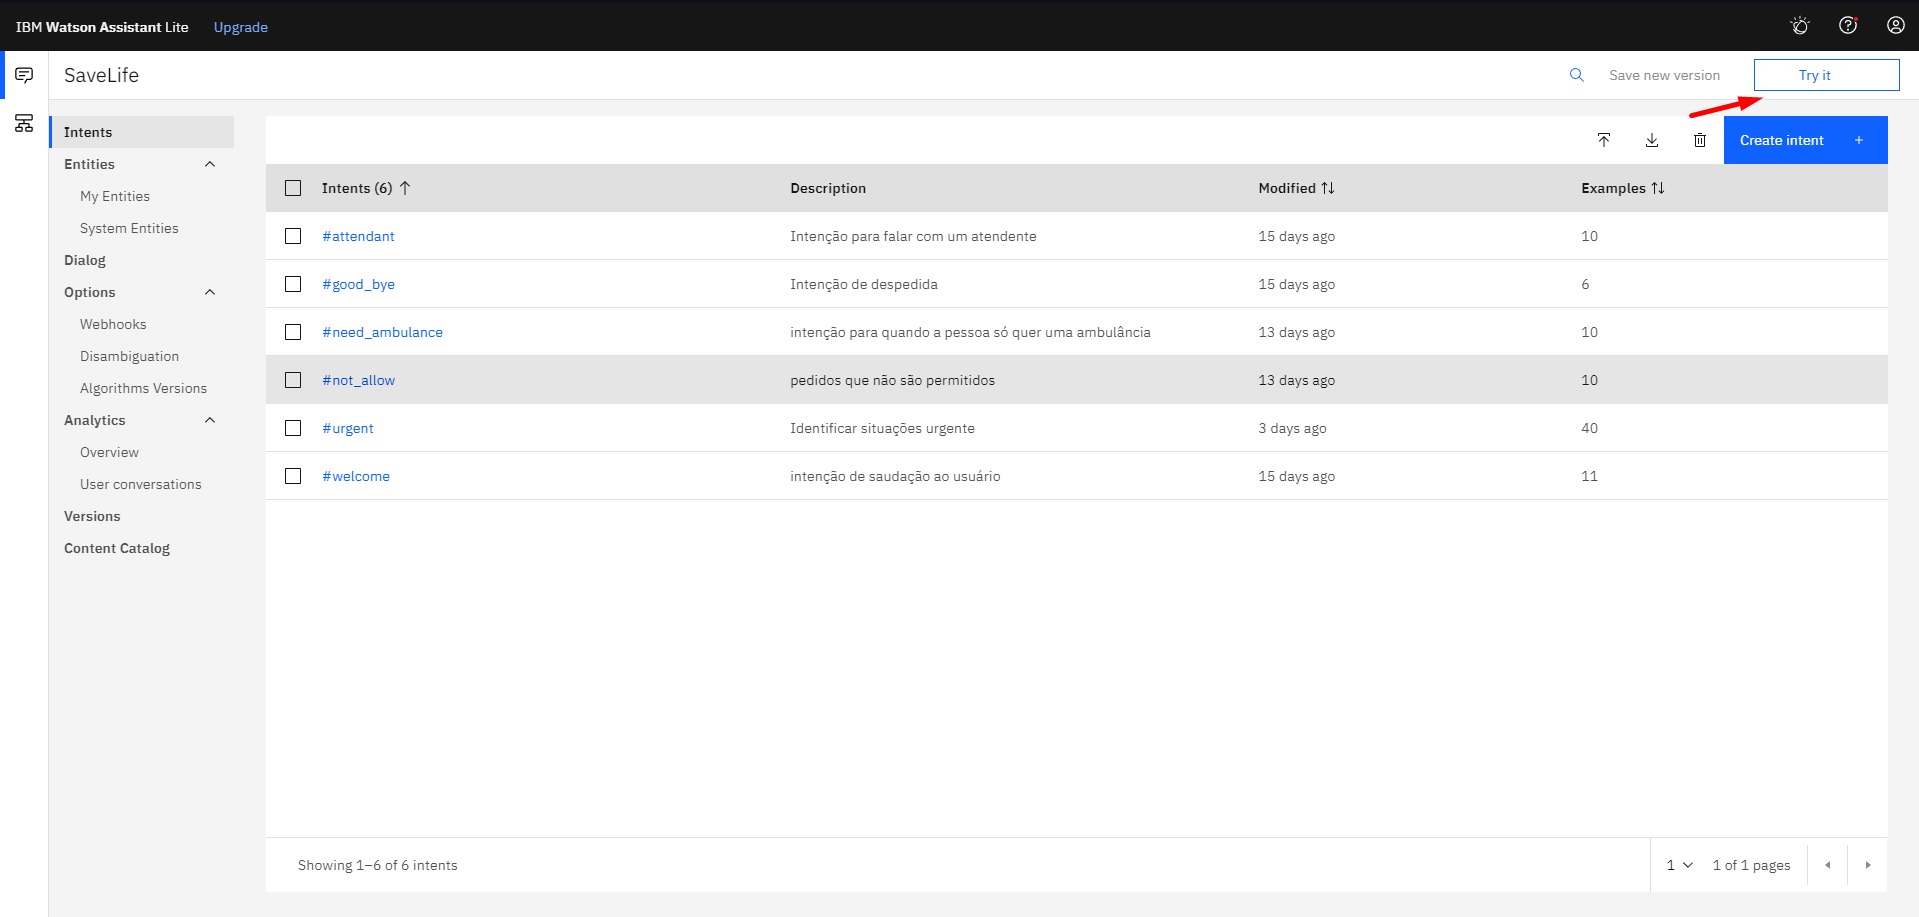 IBM Watson Assistant Lite Upgrade
SaveLife Save new version Try it
Intents
Entities
My Entities
System Entities
Dialog
Options
Webhooks
Disambiguation
Algorithms Versions
Analytics
Overview
User conversations
Versions
Content Catalog
Create intent +
Intents (6) Description Modified Examples
#attendant Intenção para falar com um atendente 15 days ago 10
#good_bye Intenção de despedida 15 days ago 6
#need_ambulance intenção para quando a pessoa só quer uma ambulância 13 days ago 10
#not_allow pedidos que não são permitidos 13 days ago 10
#urgent Identificar situações urgente 3 days ago 40
#welcome intenção de saudação ao usuário 15 days ago 11
Showing 1–6 of 6 intents 1 1 of 1 pages